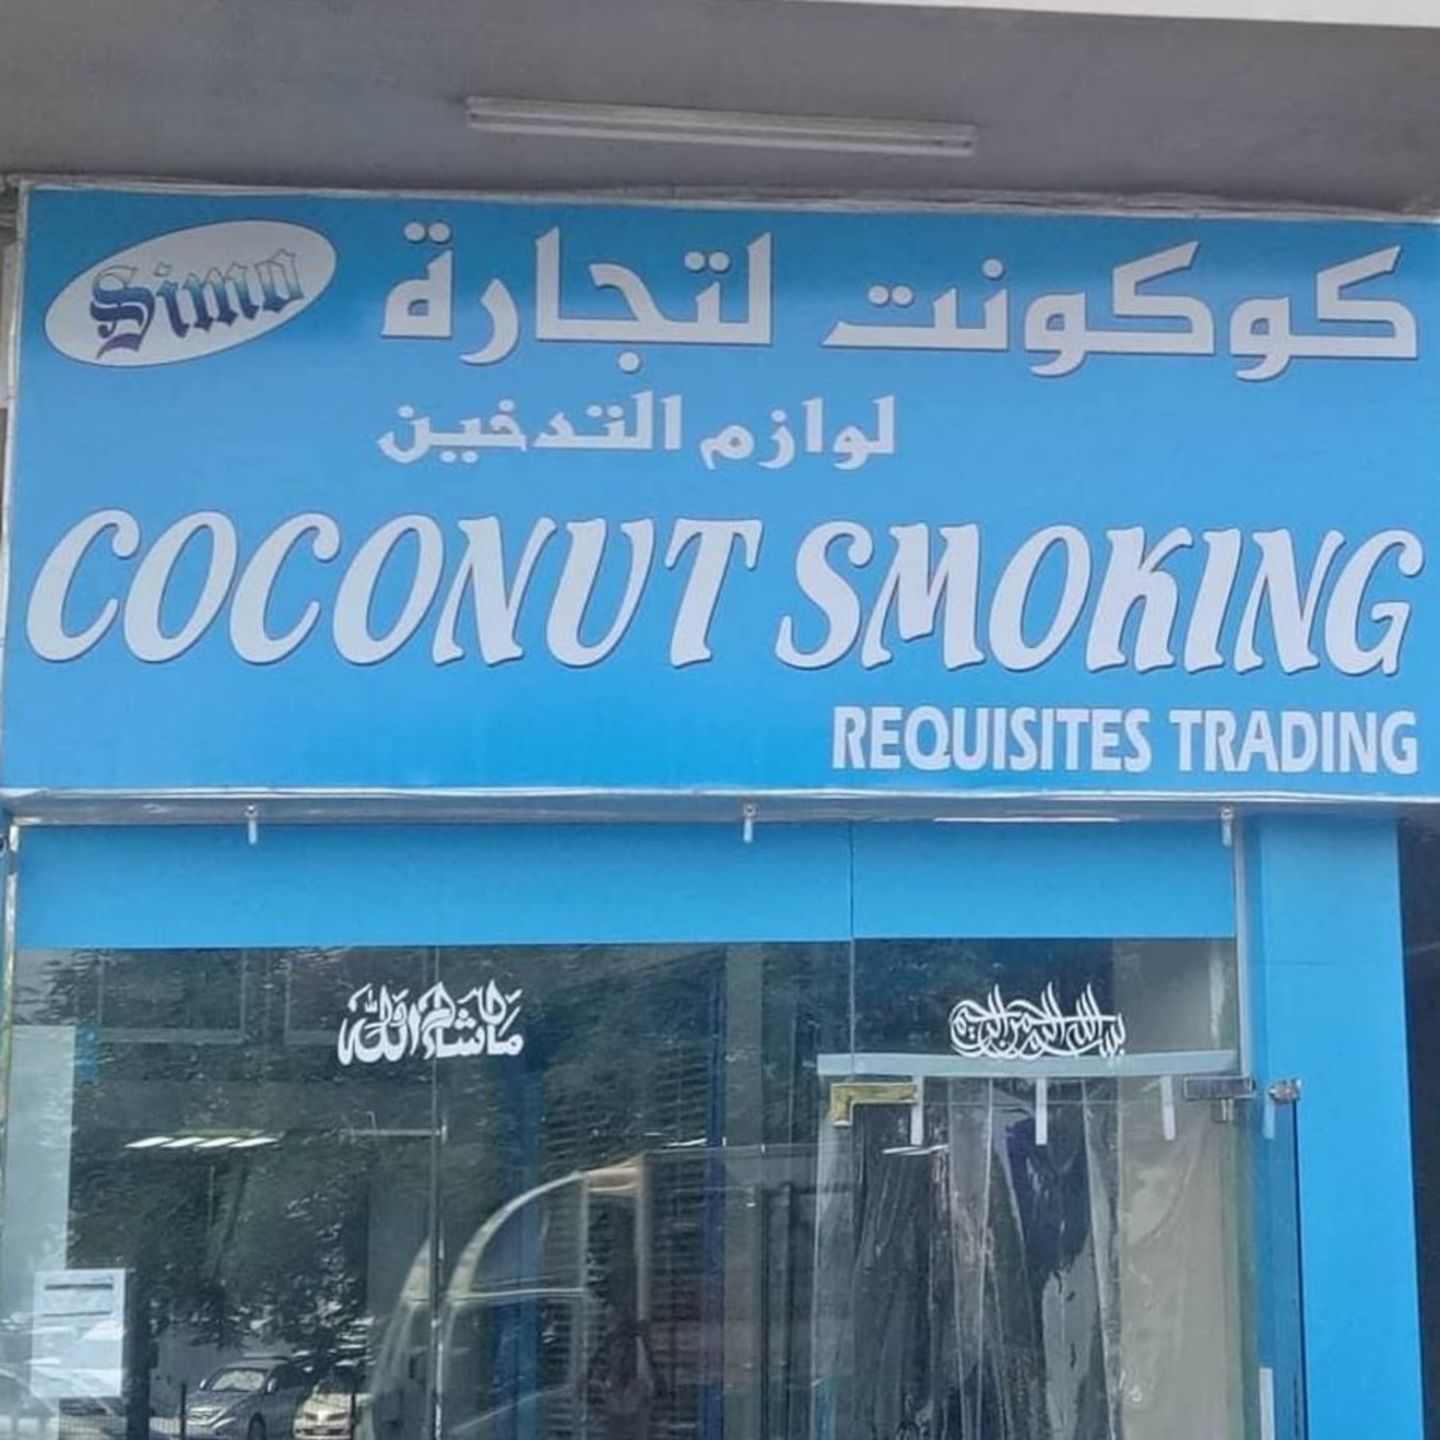 Simo
كوكونت لتجارة
لوازم التدخين
COCONUT SMOKING
REQUISITES TRADING
ماشاء الله
بسم الله الرحمن الرحيم